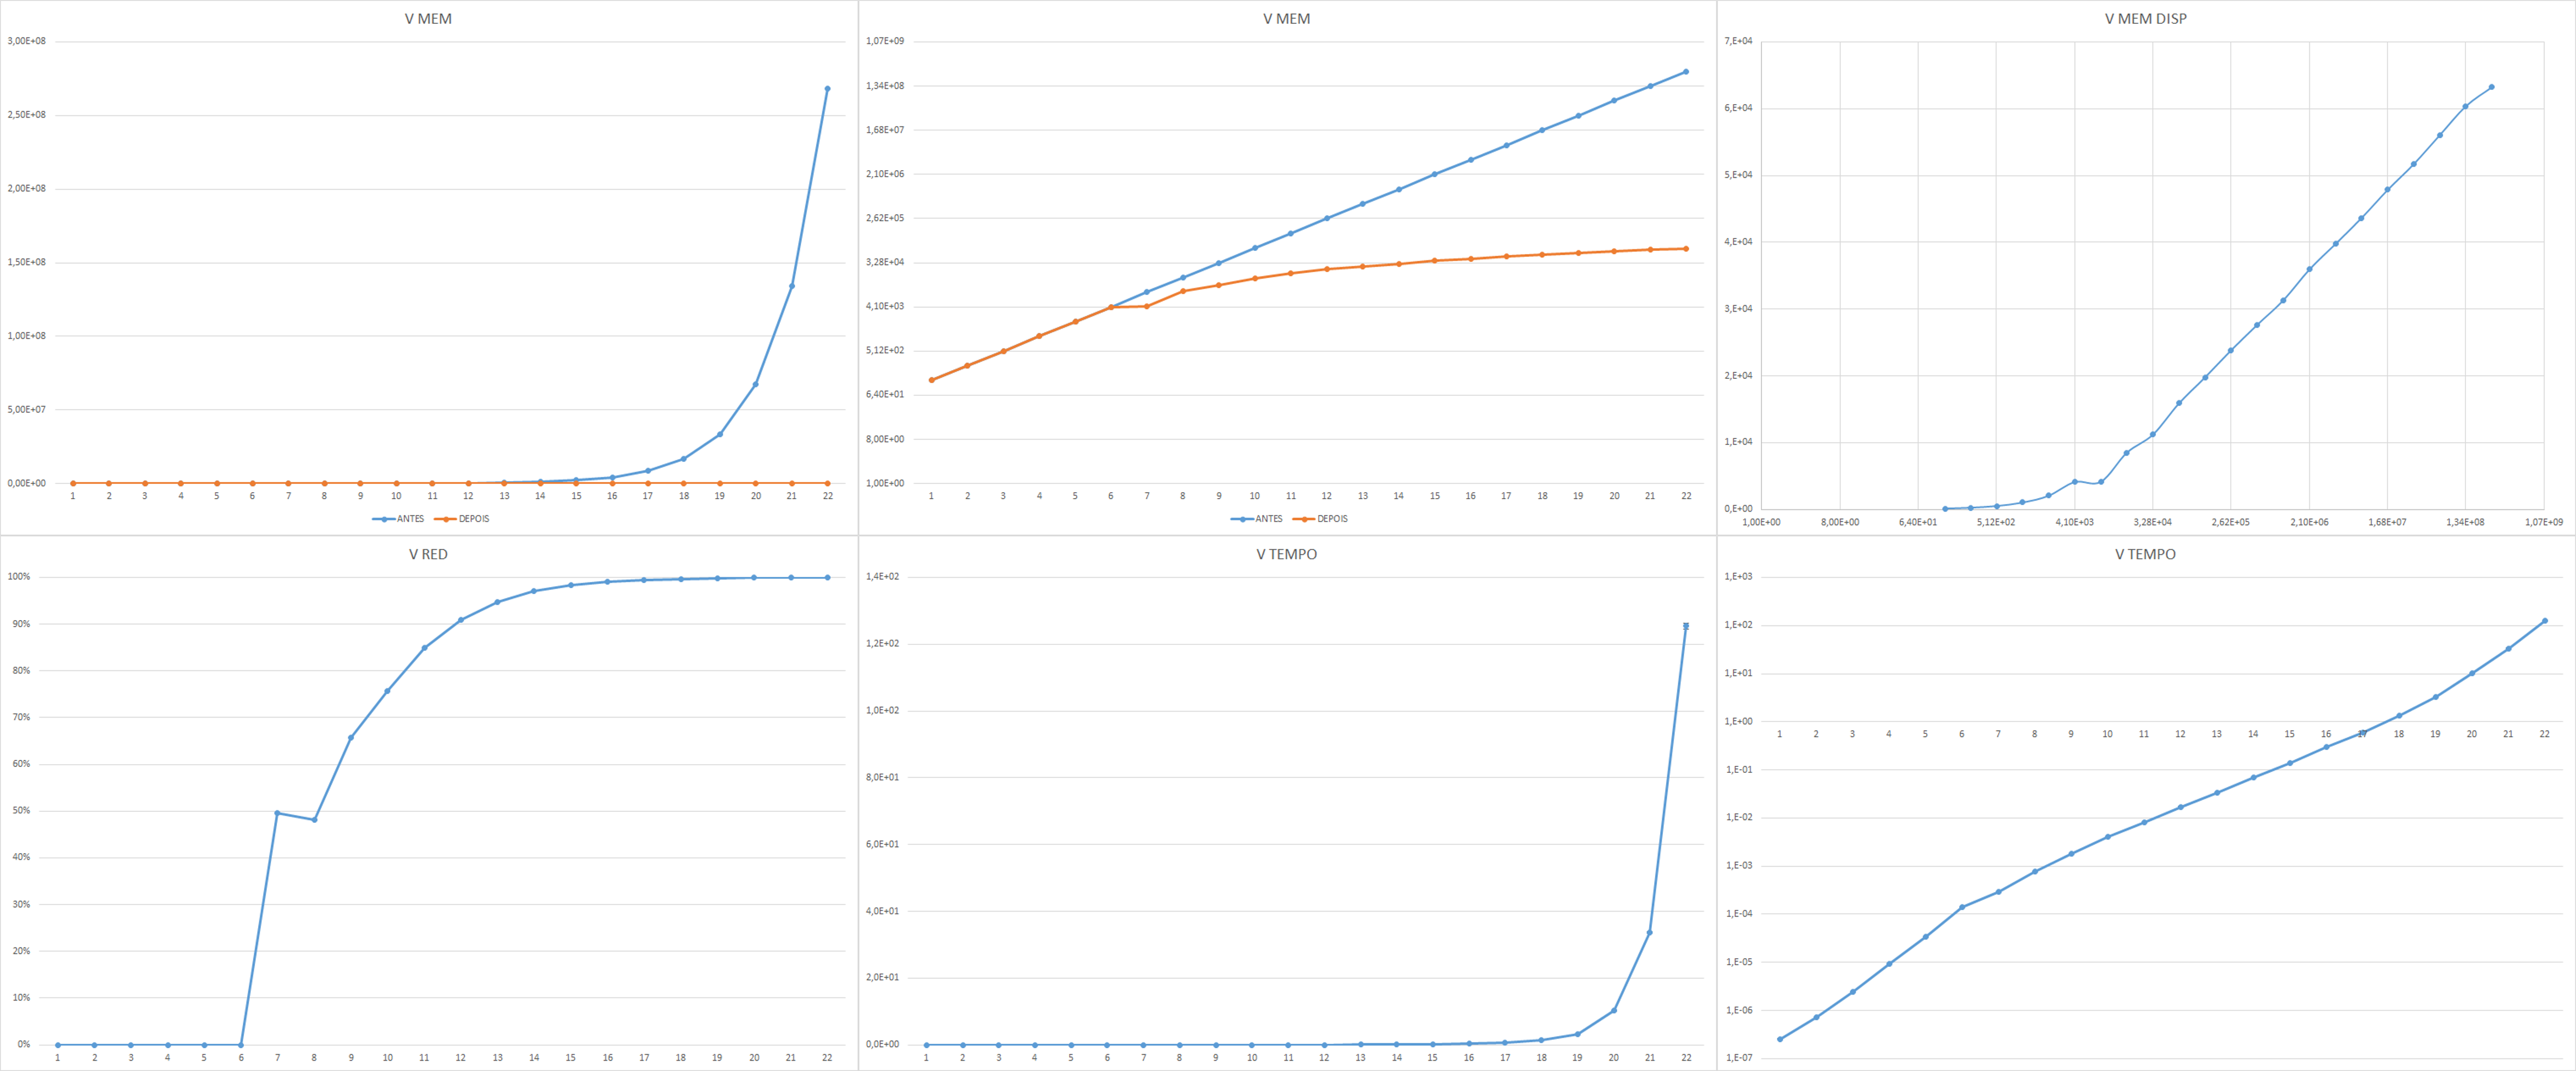 V MEM
3,00E+08
2,50E+08
2,00E+08
1,50E+08
1,00E+08
5,00E+07
0,00E+00
1 2 3 4 5 6 7 8 9 10 11 12 13 14 15 16 17 18 19 20 21 22
ANTES DEPOIS
V MEM
1,07E+09
1,34E+08
1,68E+07
2,10E+06
2,62E+05
3,28E+04
4,10E+03
5,12E+02
6,40E+01
8,00E+00
1,00E+00
1 2 3 4 5 6 7 8 9 10 11 12 13 14 15 16 17 18 19 20 21 22
ANTES DEPOIS
V MEM DISP
7,E+04
6,E+04
5,E+04
4,E+04
3,E+04
2,E+04
1,E+04
0,E+00
1,00E+00 8,00E+00 6,40E+01 5,12E+02 4,10E+03 3,28E+04 2,62E+05 2,10E+06 1,68E+07 1,34E+08 1,07E+09
V RED
100%
90%
80%
70%
60%
50%
40%
30%
20%
10%
0%
1 2 3 4 5 6 7 8 9 10 11 12 13 14 15 16 17 18 19 20 21 22
V TEMPO
1,4E+02
1,2E+02
1,0E+02
8,0E+01
6,0E+01
4,0E+01
2,0E+01
0,0E+00
1 2 3 4 5 6 7 8 9 10 11 12 13 14 15 16 17 18 19 20 21 22
V TEMPO
1,E+03
1,E+02
1,E+01
1,E+00
1 2 3 4 5 6 7 8 9 10 11 12 13 14 15 16 17 18 19 20 21 22
1,E-01
1,E-02
1,E-03
1,E-04
1,E-05
1,E-06
1,E-07